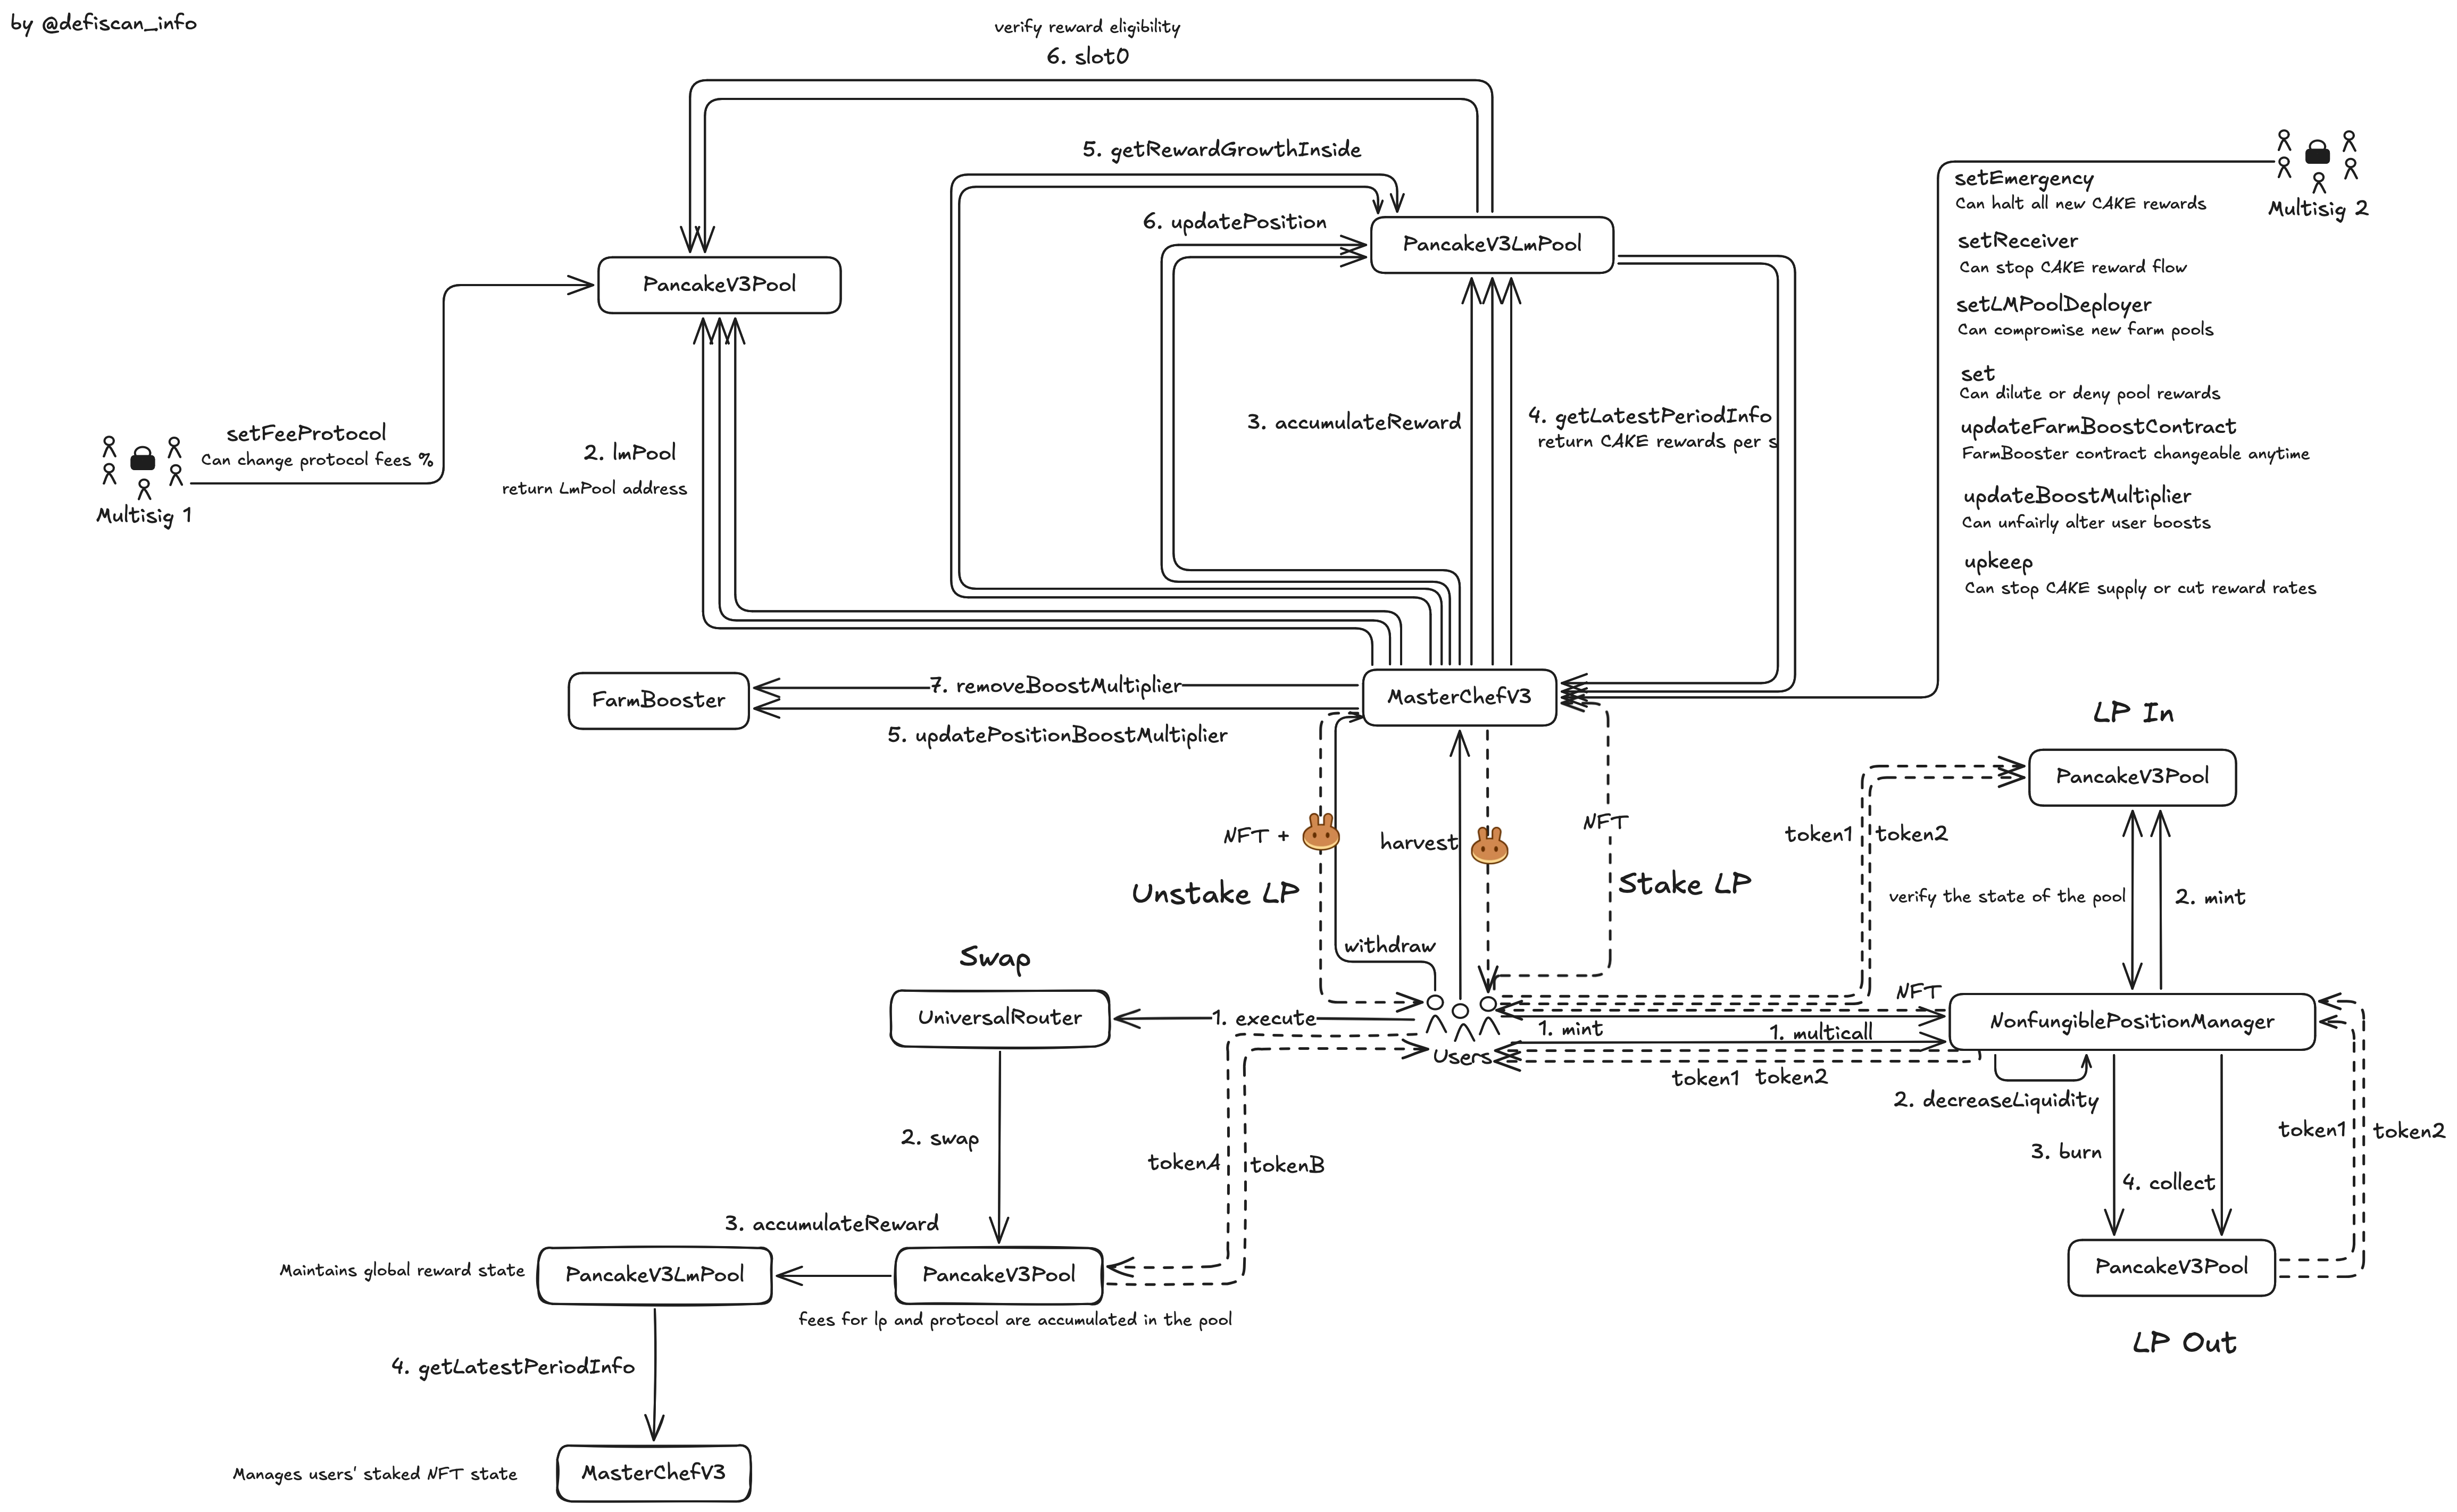 by @defiscan_info
verify reward eligibility
6. slot0
5. getRewardGrowthInside
6. updatePosition
PancakeV3LmPool
PancakeV3Pool
setEmergency
Can halt all new CAKE rewards
Multisig 2
setReceiver
Can stop CAKE reward flow
setLMPoolDeployer
Can compromise new farm pools
set
Can dilute or deny pool rewards
updateFarmBoostContract
FarmBooster contract changeable anytime
updateBoostMultiplier
Can unfairly alter user boosts
upkeep
Can stop CAKE supply or cut reward rates
setFeeProtocol
Can change protocol fees %
Multisig 1
2. lmPool
return LmPool address
3. accumulateReward
4. getLatestPeriodInfo
return CAKE rewards per s
FarmBooster
7. removeBoostMultiplier
MasterChefV3
5. updatePositionBoostMultiplier
LP In
PancakeV3Pool
NFT +
harvest
NFT
token1
token2
Unstake LP
Stake LP
verify the state of the pool
2. mint
withdraw
Swap
UniversalRouter
1. execute
Users
NFT
1. mint
1. multicall
NonfungiblePositionManager
token1
token2
2. decreaseLiquidity
2. swap
tokenA
tokenB
3. burn
4. collect
token1
token2
3. accumulateReward
Maintains global reward state
PancakeV3LmPool
PancakeV3Pool
PancakeV3Pool
fees for lp and protocol are accumulated in the pool
LP Out
4. getLatestPeriodInfo
Manages users' staked NFT state
MasterChefV3